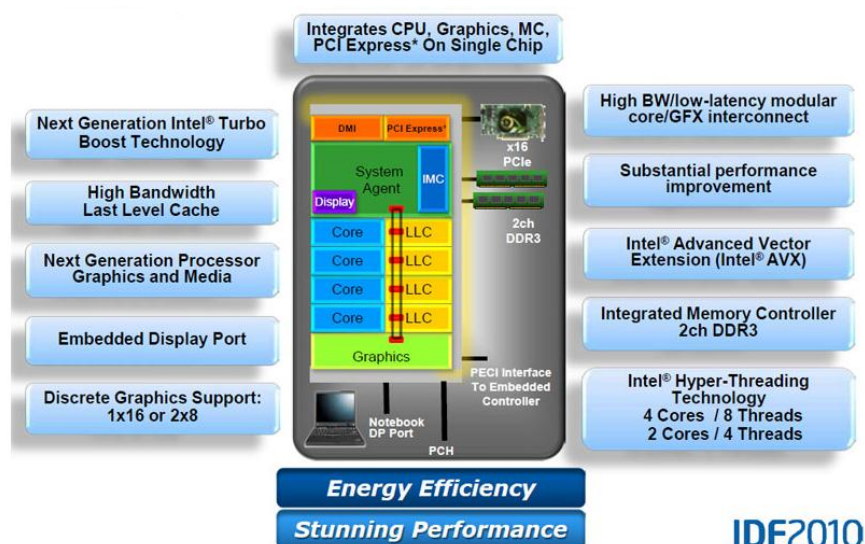 Integrates CPU, Graphics, MC,
PCI Express* On Single Chip
Next Generation Intel® Turbo
Boost Technology
High Bandwidth
Last Level Cache
Next Generation Processor
Graphics and Media
Embedded Display Port
Discrete Graphics Support:
1x16 or 2x8
DMI
PCI Express*
System
Agent
IMC
Display
Core
LLC
Core
LLC
Core
LLC
Core
LLC
Graphics
x16
PCIe
2ch
DDR3
PECI Interface
To Embedded
Controller
Notebook
DP Port
PCH
High BW/low-latency modular
core/GFX interconnect
Substantial performance
improvement
Intel® Advanced Vector
Extension (Intel® AVX)
Integrated Memory Controller
2ch DDR3
Intel® Hyper-Threading
Technology
4 Cores / 8 Threads
2 Cores / 4 Threads
Energy Efficiency
Stunning Performance
IDF2010